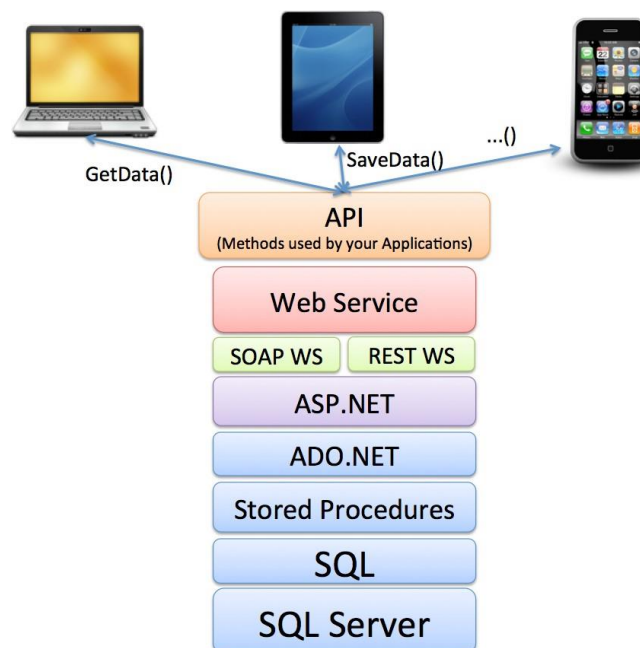 GetData()
SaveData()
...()
API
(Methods used by your Applications)
Web Service
SOAP WS
REST WS
ASP.NET
ADO.NET
Stored Procedures
SQL
SQL Server